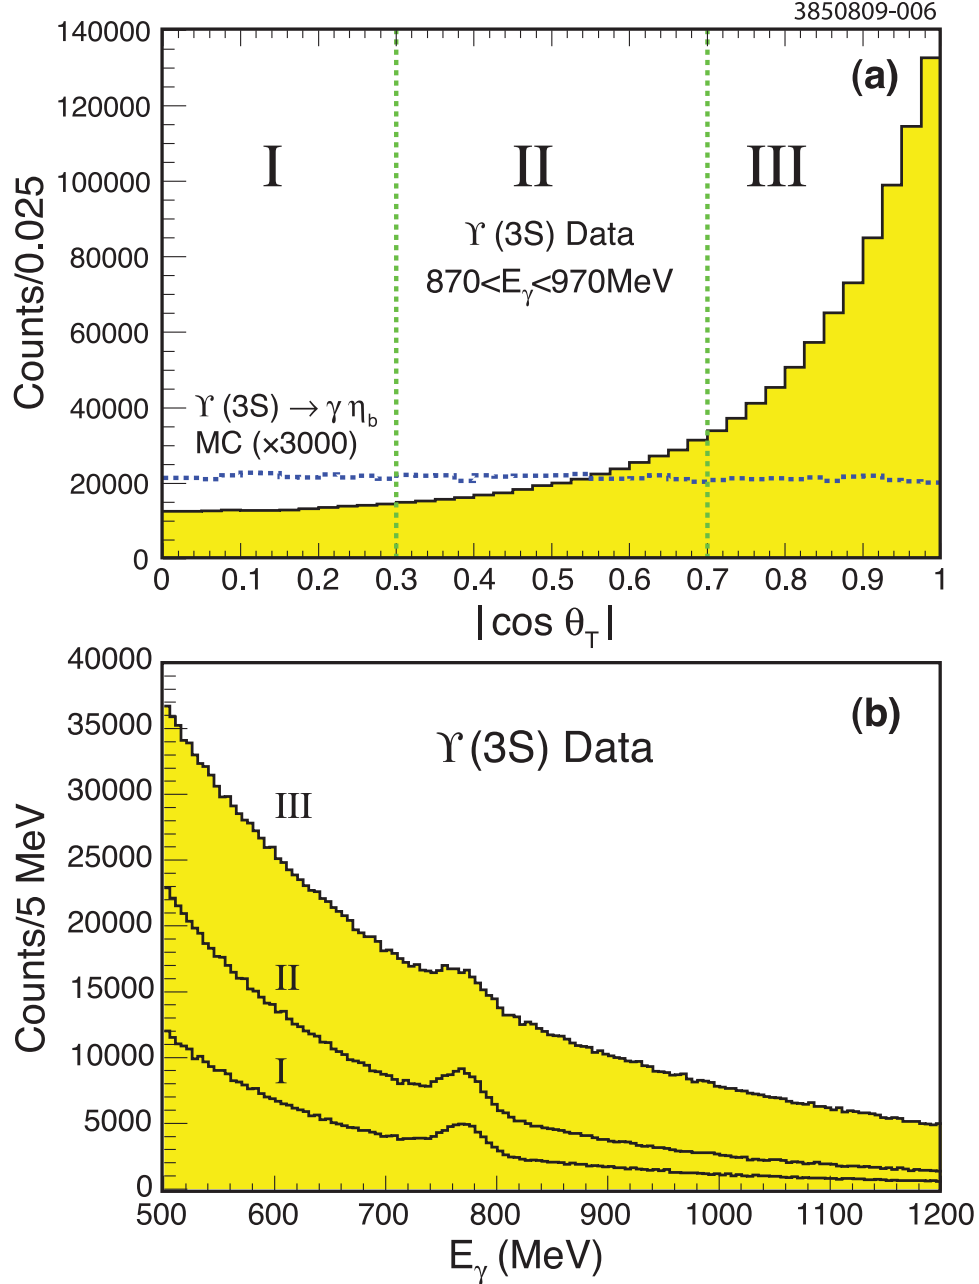 3850809-006
140000
120000
100000
80000
60000
40000
20000
0
Counts/0.025
(a)
I
II
III
ϒ (3S) Data
870<Eγ<970MeV
ϒ (3S) → γ ηb
MC (×3000)
0 0.1 0.2 0.3 0.4 0.5 0.6 0.7 0.8 0.9 1
| cos θT |
40000
35000
30000
25000
20000
15000
10000
5000
0
Counts/5 MeV
(b)
ϒ (3S) Data
III
II
I
500 600 700 800 900 1000 1100 1200
Eγ (MeV)